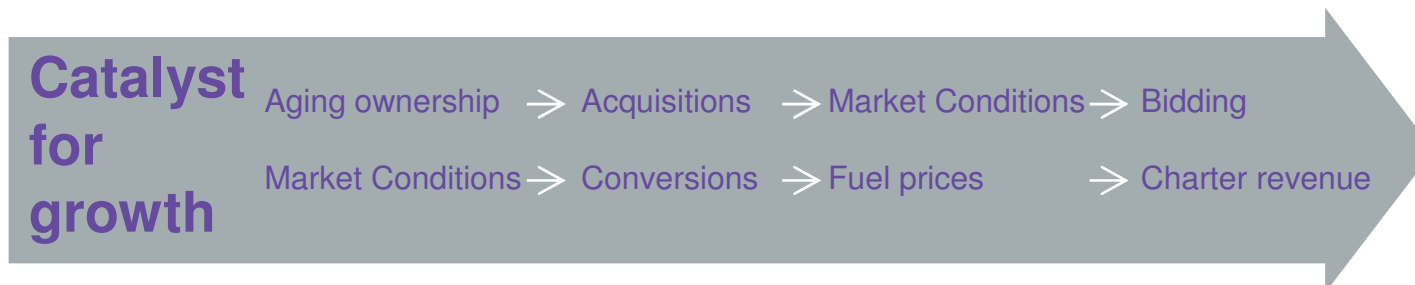 Catalyst
for
growth
Aging ownership → Acquisitions → Market Conditions → Bidding
Market Conditions → Conversions → Fuel prices → Charter revenue